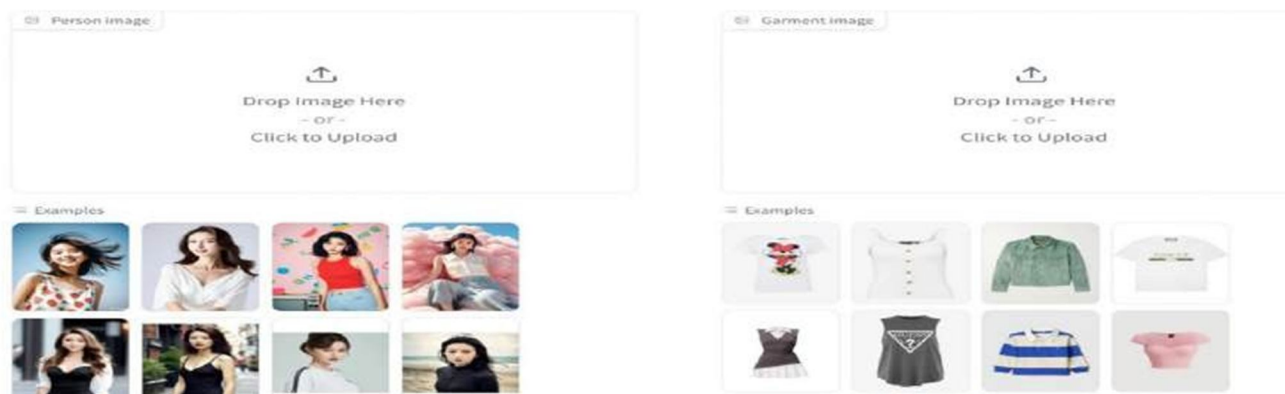 Person image
Drop Image Here
- or -
Click to Upload
Examples
Garment image
Drop Image Here
- or -
Click to Upload
Examples
?